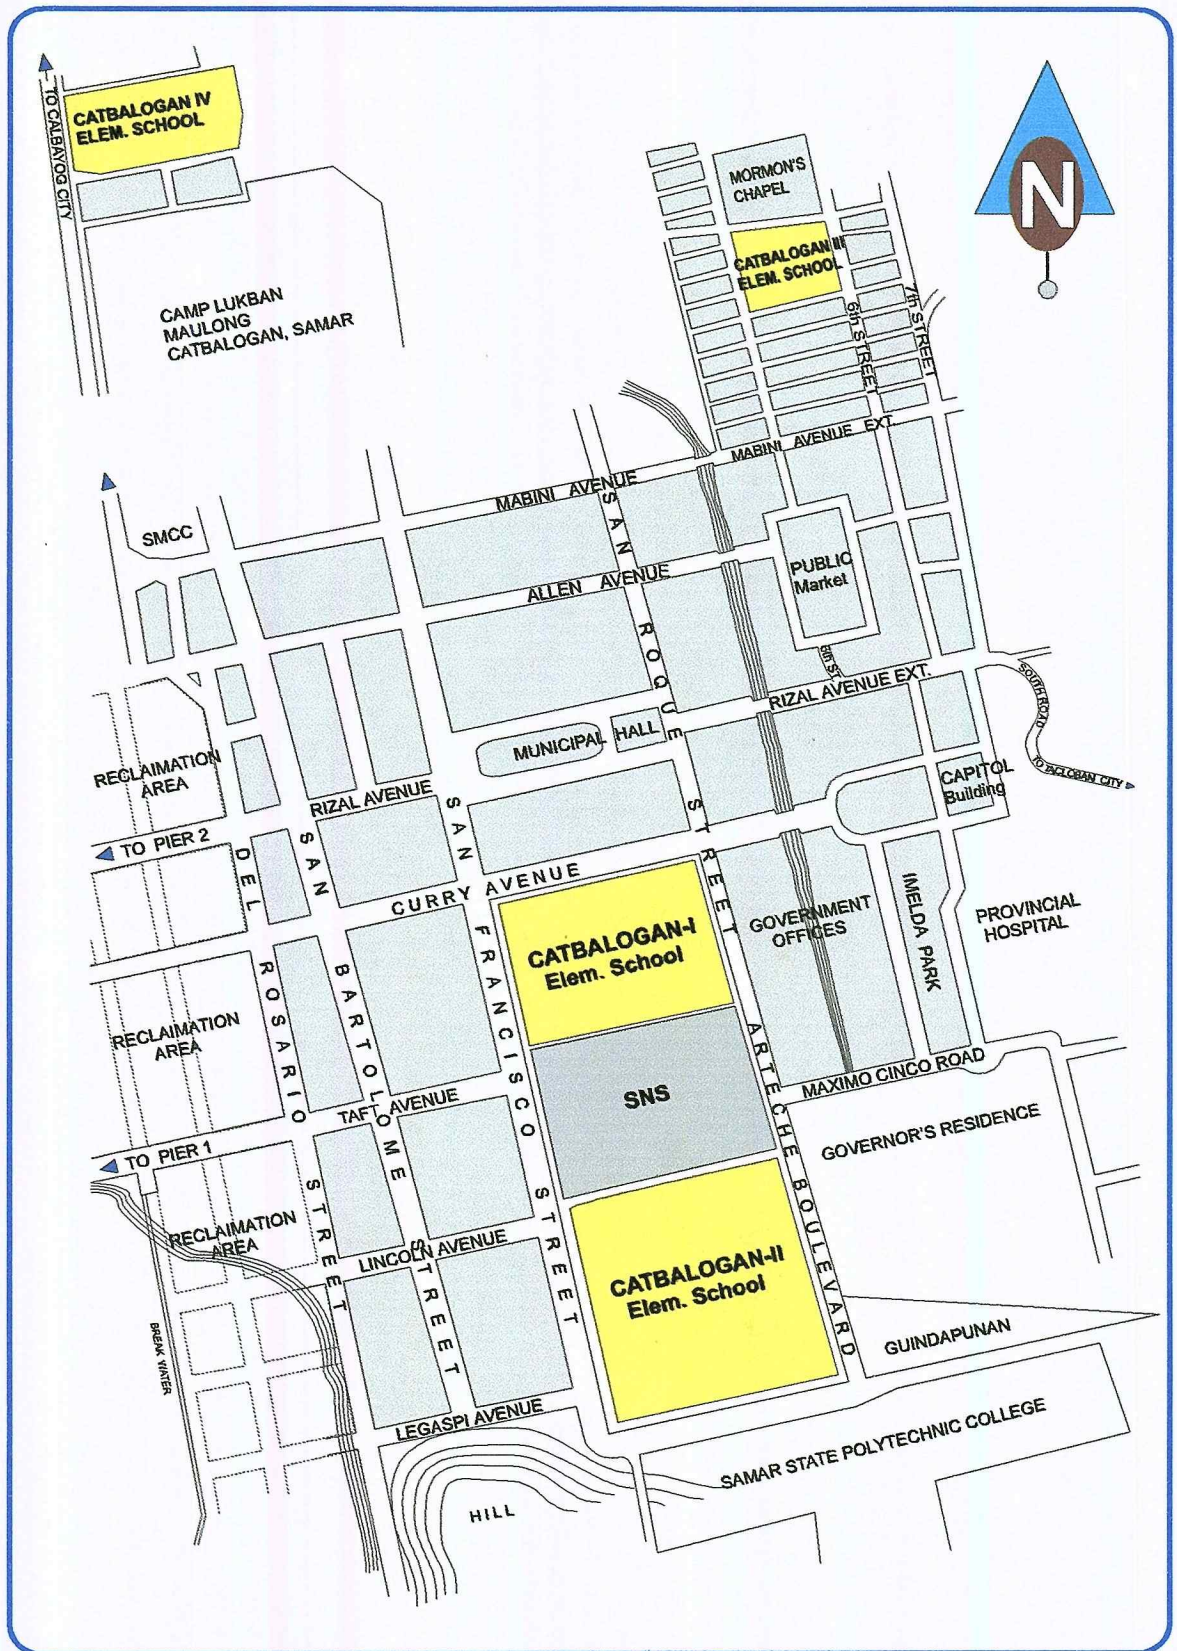 TO CALBAYOG CITY
CATBALOGAN IV
ELEM. SCHOOL
N
MORMON'S
CHAPEL
CATBALOGAN III
ELEM. SCHOOL
6th STREET
7th STREET
CAMP LUKBAN
MAULONG
CATBALOGAN, SAMAR
MABINI AVENUE EXT.
MABINI AVENUE
SMCC
ALLEN AVENUE
PUBLIC
Market
5th ST.
RIZAL AVENUE EXT.
SOUTH ROAD
TO TACLOBAN CITY
MUNICIPAL HALL
CAPITOL
Building
RECLAIMATION
AREA
RIZAL AVENUE
TO PIER 2
CURRY AVENUE
SAN ROQUE STREET
CATBALOGAN-I
Elem. School
GOVERNMENT
OFFICES
IMELDA PARK
PROVINCIAL
HOSPITAL
DEL ROSARIO STREET
SAN BARTOLOME STREET
SAN FRANCISCO STREET
RECLAIMATION
AREA
SNS
ARTECHE BOULEVARD
MAXIMO CINCO ROAD
TAFT AVENUE
GOVERNOR'S RESIDENCE
TO PIER 1
RECLAIMATION
AREA
LINCOLN AVENUE
CATBALOGAN-II
Elem. School
BREAK WATER
GUINDAPUNAN
LEGASPI AVENUE
SAMAR STATE POLYTECHNIC COLLEGE
HILL